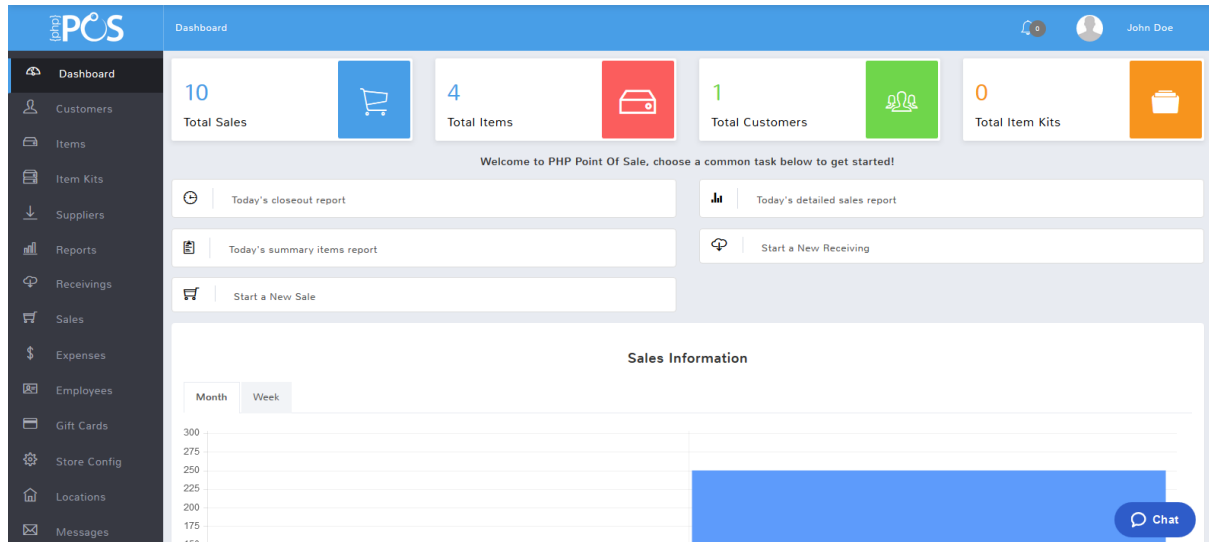 {php}
POS
Dashboard
0
John Doe
Dashboard
Customers
Items
Item Kits
Suppliers
Reports
Receivings
Sales
Expenses
Employees
Gift Cards
Store Config
Locations
Messages
10
Total Sales
4
Total Items
1
Total Customers
0
Total Item Kits
Welcome to PHP Point Of Sale, choose a common task below to get started!
Today's closeout report
Today's detailed sales report
Today's summary items report
Start a New Receiving
Start a New Sale
Sales Information
Month
Week
300
275
250
225
200
175
Chat